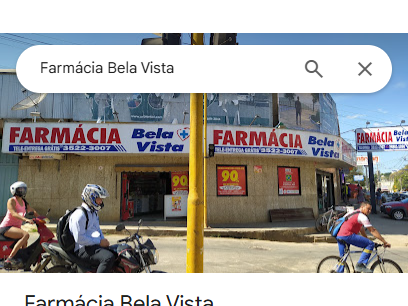 Farmácia Bela Vista
FARMÁCIA Bela Vista
TELE-ENTREGA GRÁTIS 3522-3007
FARMÁCIA Bela Vista
TELE-ENTREGA GRÁTIS 3522-3007
FARMÁCIA Bela Vista
90
90
Farmácia Bela Vista